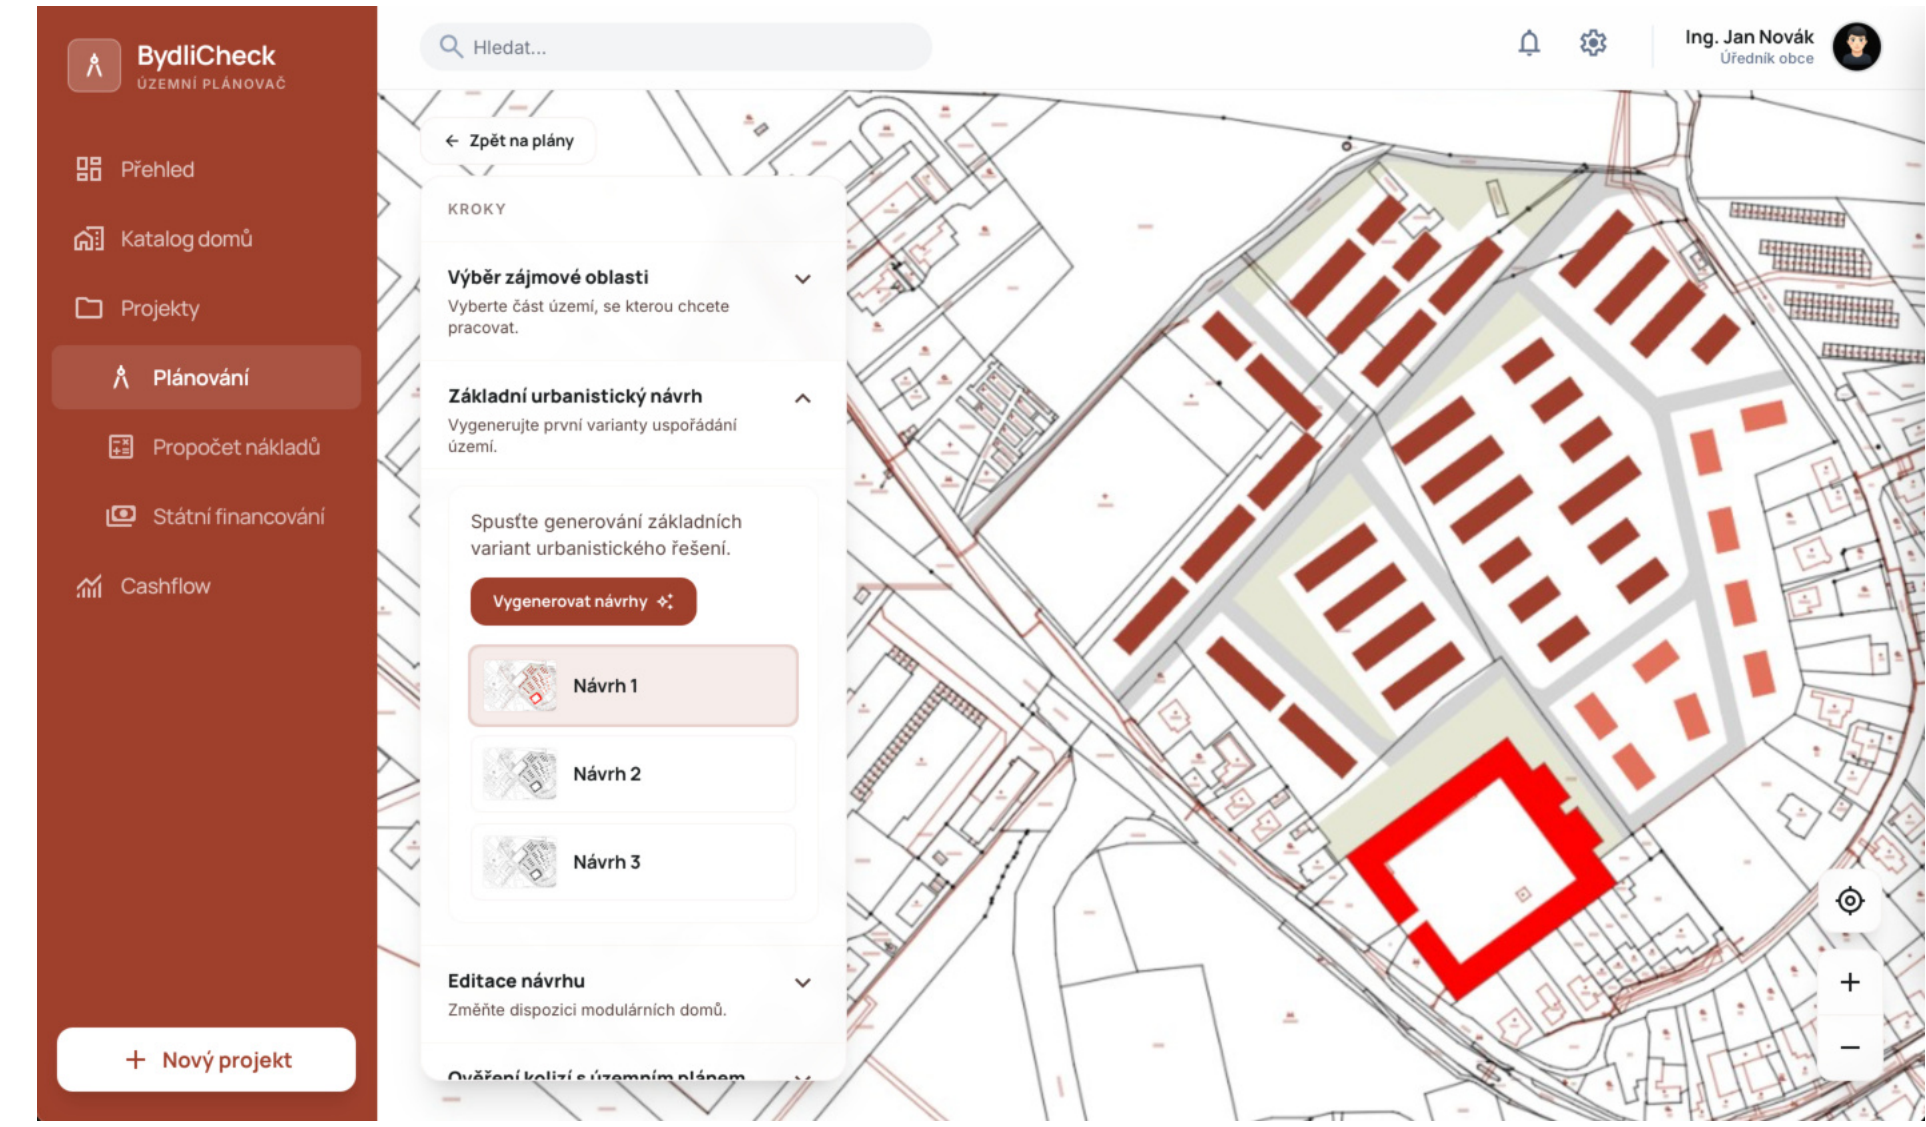 BydliCheck
ÚZEMNÍ PLÁNOVAČ
Přehled
Katalog domů
Projekty
Plánování
Propočet nákladů
Státní financování
Cashflow
+ Nový projekt
Hledat...
Ing. Jan Novák
Úředník obce
← Zpět na plány
KROKY
Výběr zájmové oblasti
Vyberte část území, se kterou chcete
pracovat.
Základní urbanistický návrh
Vygenerujte první varianty uspořádání
území.
Spusťte generování základních
variant urbanistického řešení.
Vygenerovat návrhy
Návrh 1
Návrh 2
Návrh 3
Editace návrhu
Změňte dispozici modulárních domů.
Ověření kolizí s územním plánem
+
−